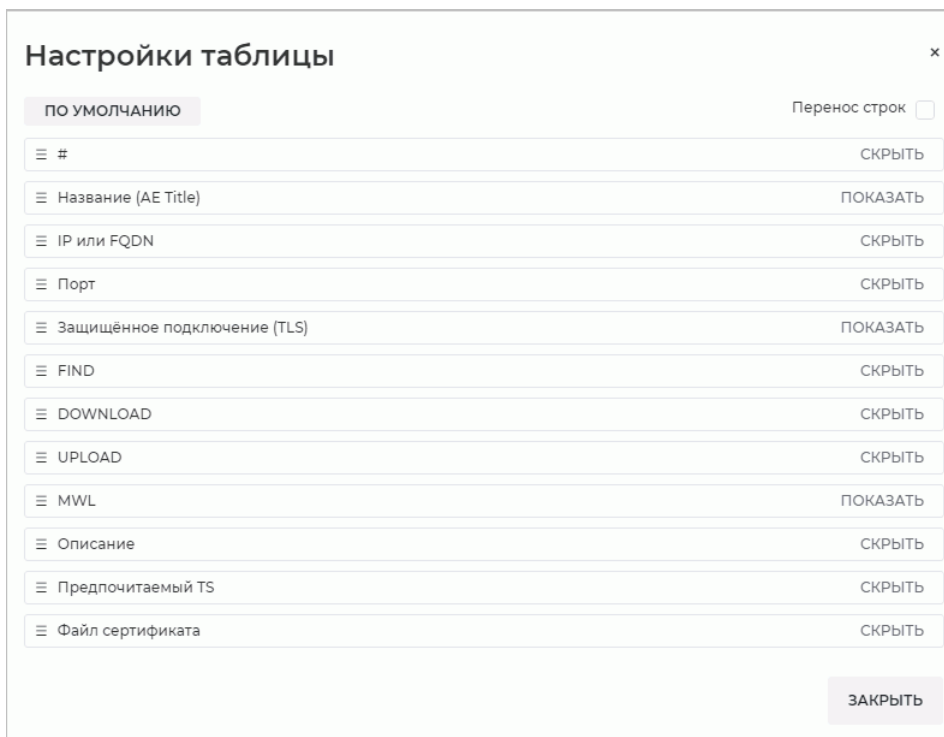 Настройки таблицы ×
ПО УМОЛЧАНИЮ Перенос строк
# СКРЫТЬ
Название (AE Title) ПОКАЗАТЬ
IP или FQDN СКРЫТЬ
Порт СКРЫТЬ
Защищённое подключение (TLS) ПОКАЗАТЬ
FIND СКРЫТЬ
DOWNLOAD СКРЫТЬ
UPLOAD СКРЫТЬ
MWL ПОКАЗАТЬ
Описание СКРЫТЬ
Предпочитаемый TS СКРЫТЬ
Файл сертификата СКРЫТЬ
ЗАКРЫТЬ